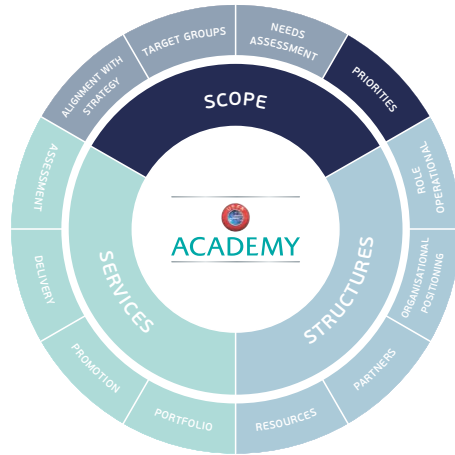 ALIGNMENT WITH
STRATEGY
TARGET GROUPS
NEEDS
ASSESSMENT
PRIORITIES
ROLE
OPERATIONAL
ORGANISATIONAL
POSITIONING
PARTNERS
RESOURCES
PORTFOLIO
PROMOTION
DELIVERY
ASSESSMENT
SCOPE
STRUCTURES
SERVICES
UEFA
ACADEMY